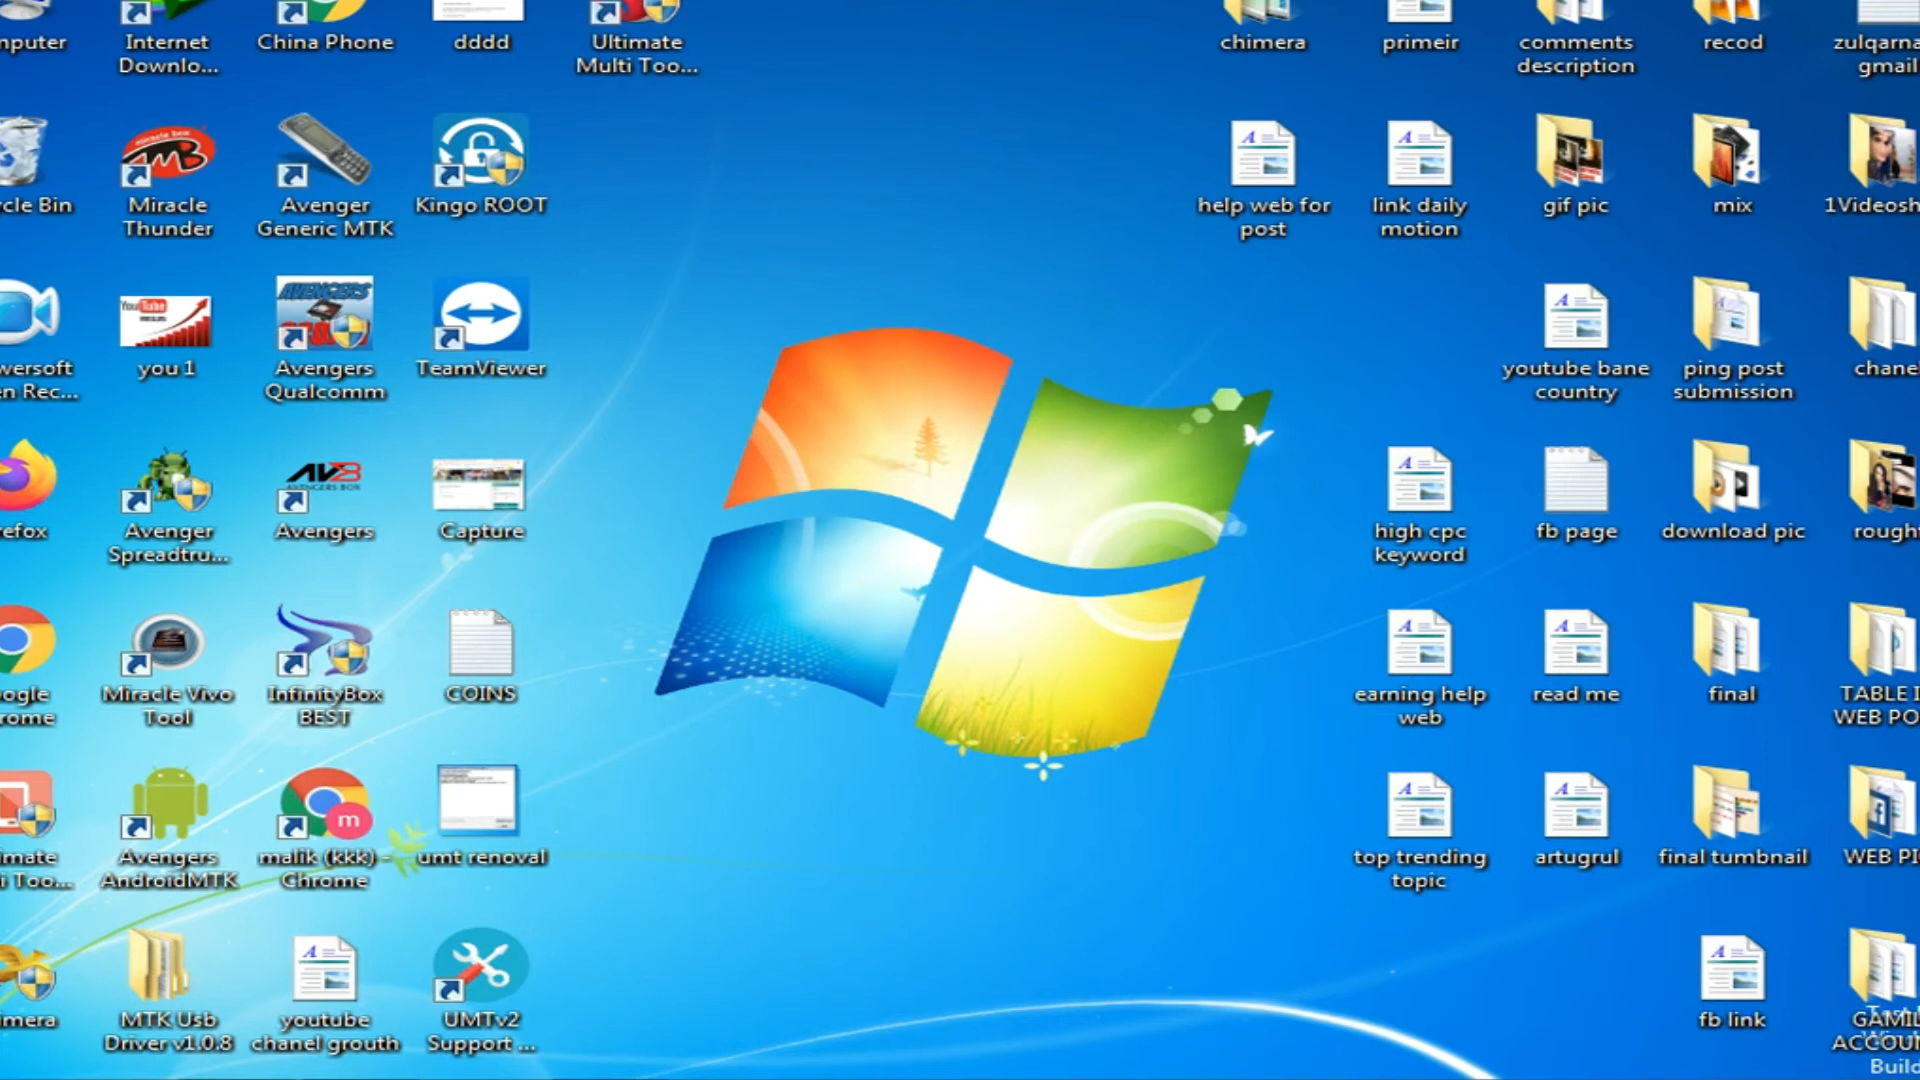 nputer
Internet
Downlo...
China Phone
dddd
Ultimate
Multi Too...
chimera
primeir
comments
description
recod
zulqarna
gmail
cle Bin
Miracle
Thunder
Avenger
Generic MTK
Kingo ROOT
help web for
post
link daily
motion
gif pic
mix
1Videosh
wersoft
en Rec...
you 1
Avengers
Qualcomm
TeamViewer
youtube bane
country
ping post
submission
chanel
refox
Avenger
Spreadtru...
Avengers
Capture
high cpc
keyword
fb page
download pic
rough
ogle
rome
Miracle Vivo
Tool
InfinityBox
BEST
COINS
earning help
web
read me
final
TABLE I
WEB PO
imate
i Too...
Avengers
AndroidMTK
malik (kkk) -
Chrome
umt renoval
top trending
topic
artugrul
final tumbnail
WEB PI
imera
MTK Usb
Driver v1.0.8
youtube
chanel grouth
UMTv2
Support ...
fb link
GAMIL
ACCOUN
Build